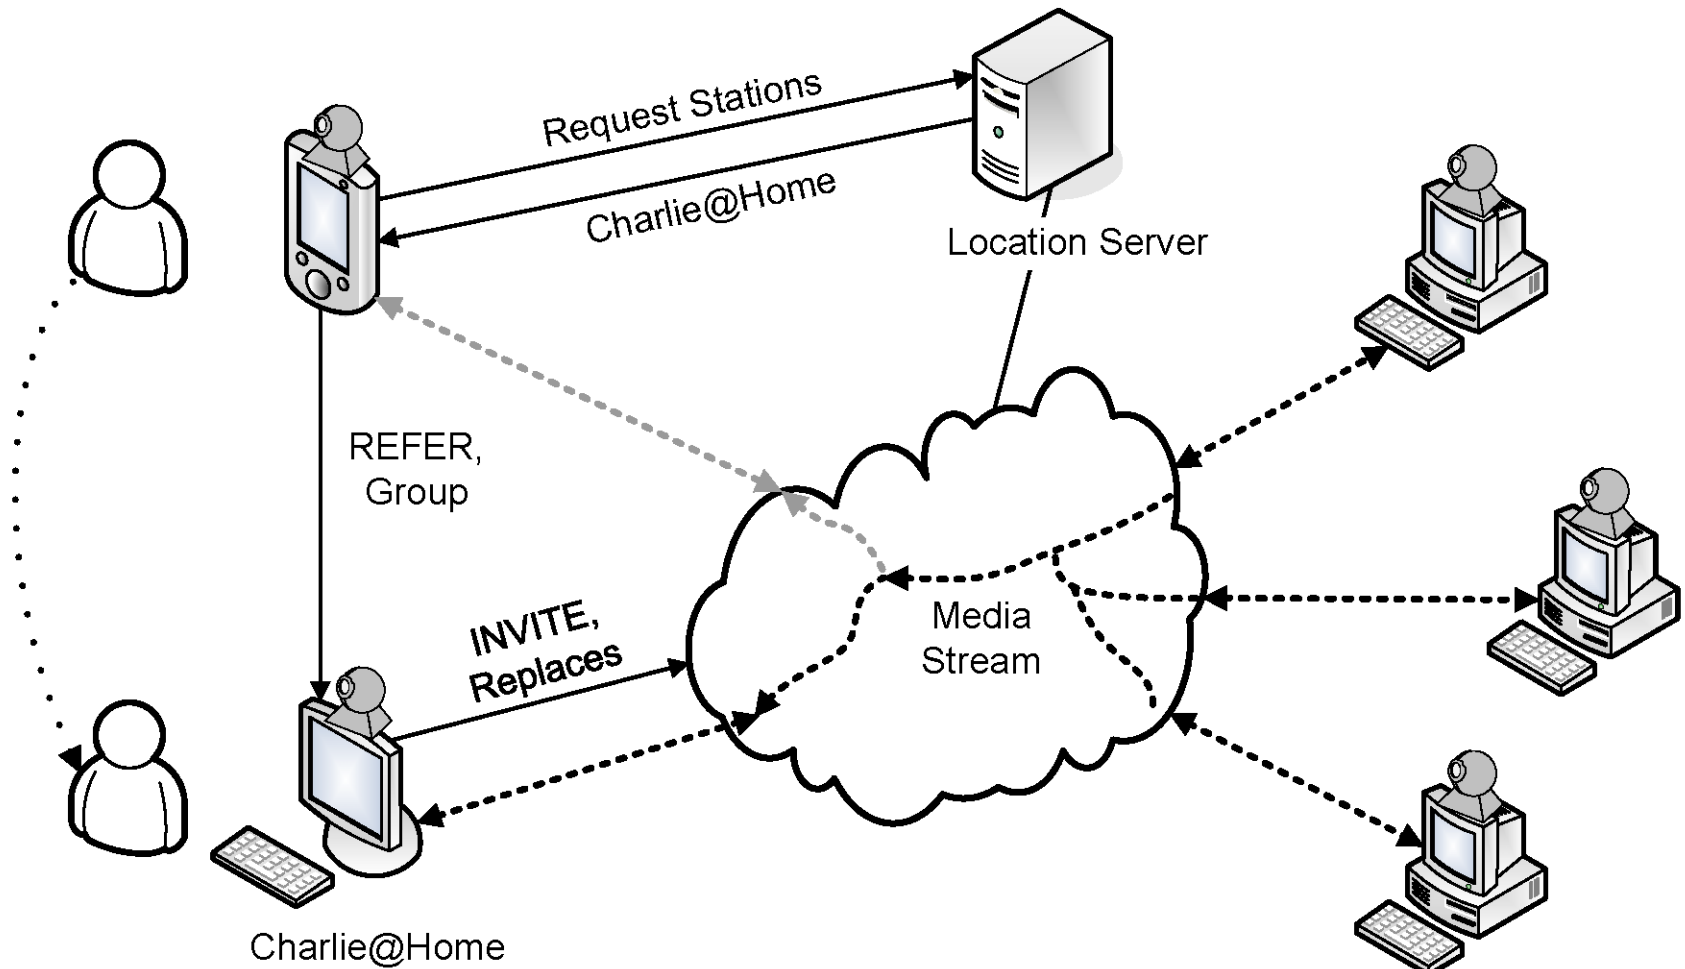 Request Stations
Charlie@Home
Location Server
REFER,
Group
INVITE,
Replaces
Media
Stream
Charlie@Home